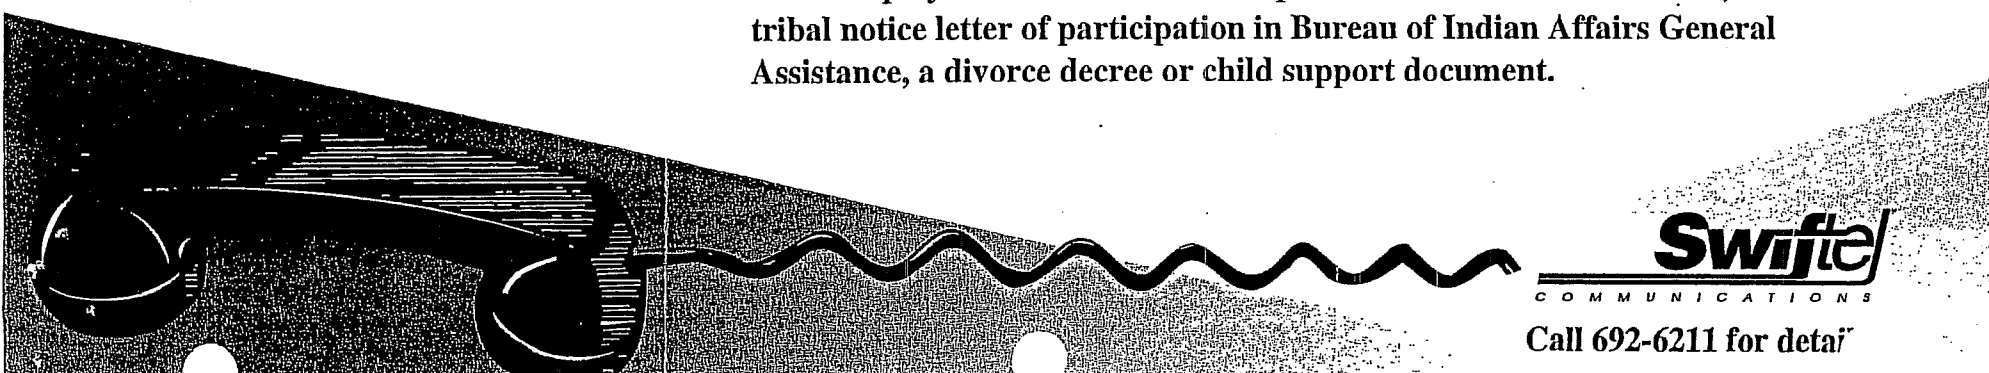 tribal notice letter of participation in Bureau of Indian Affairs General
Assistance, a divorce decree or child support document.
Swiftel
COMMUNICATIONS
Call 692-6211 for